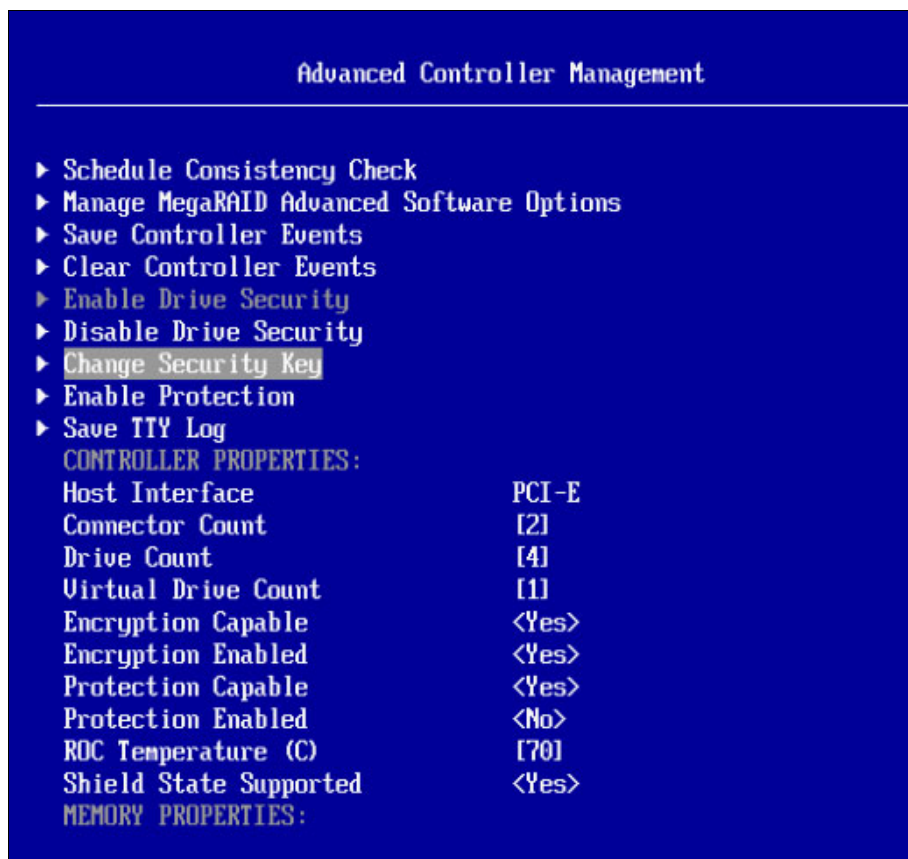 Advanced Controller Management
Schedule Consistency Check
Manage MegaRAID Advanced Software Options
Save Controller Events
Clear Controller Events
Enable Drive Security
Disable Drive Security
Change Security Key
Enable Protection
Save TTY Log
CONTROLLER PROPERTIES:
Host Interface PCI-E
Connector Count [2]
Drive Count [4]
Virtual Drive Count [1]
Encryption Capable <Yes>
Encryption Enabled <Yes>
Protection Capable <Yes>
Protection Enabled <No>
ROC Temperature (C) [70]
Shield State Supported <Yes>
MEMORY PROPERTIES: